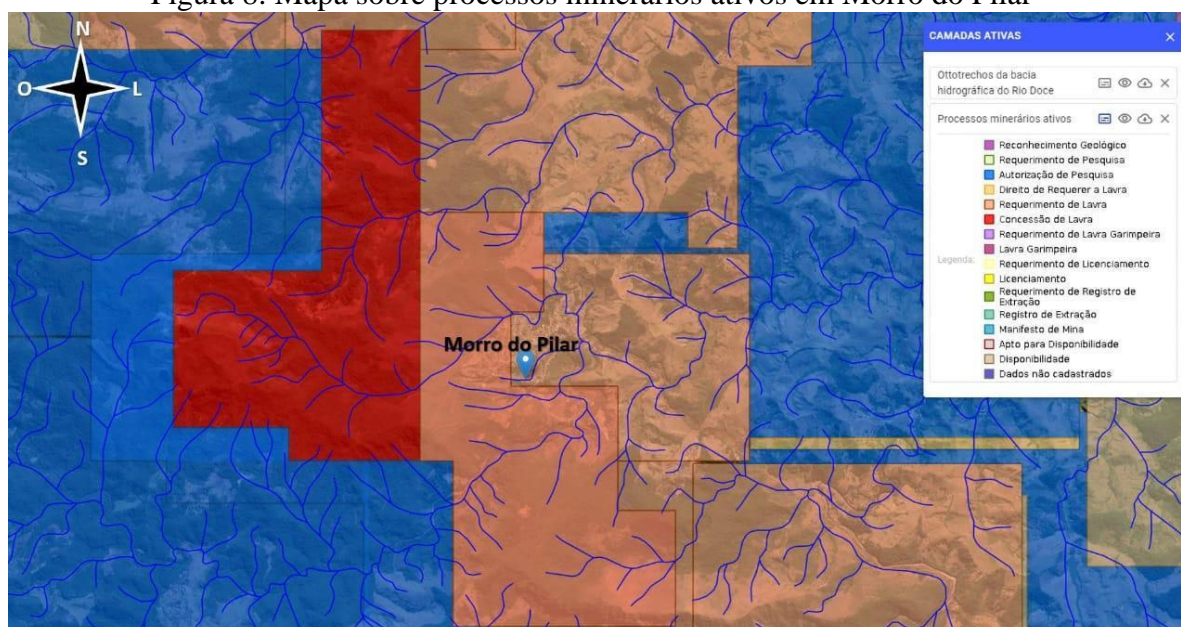 Figura 8: Mapa sobre processos minerários ativos em Morro do Pilar
N
O
L
S
Morro do Pilar
CAMADAS ATIVAS
Ottotrechos da bacia
hidrográfica do Rio Doce
Processos minerários ativos
Legenda:
Reconhecimento Geológico
Requerimento de Pesquisa
Autorização de Pesquisa
Direito de Requerer a Lavra
Requerimento de Lavra
Concessão de Lavra
Requerimento de Lavra Garimpeira
Lavra Garimpeira
Requerimento de Licenciamento
Licenciamento
Requerimento de Registro de
Extração
Registro de Extração
Manifesto de Mina
Apto para Disponibilidade
Disponibilidade
Dados não cadastrados